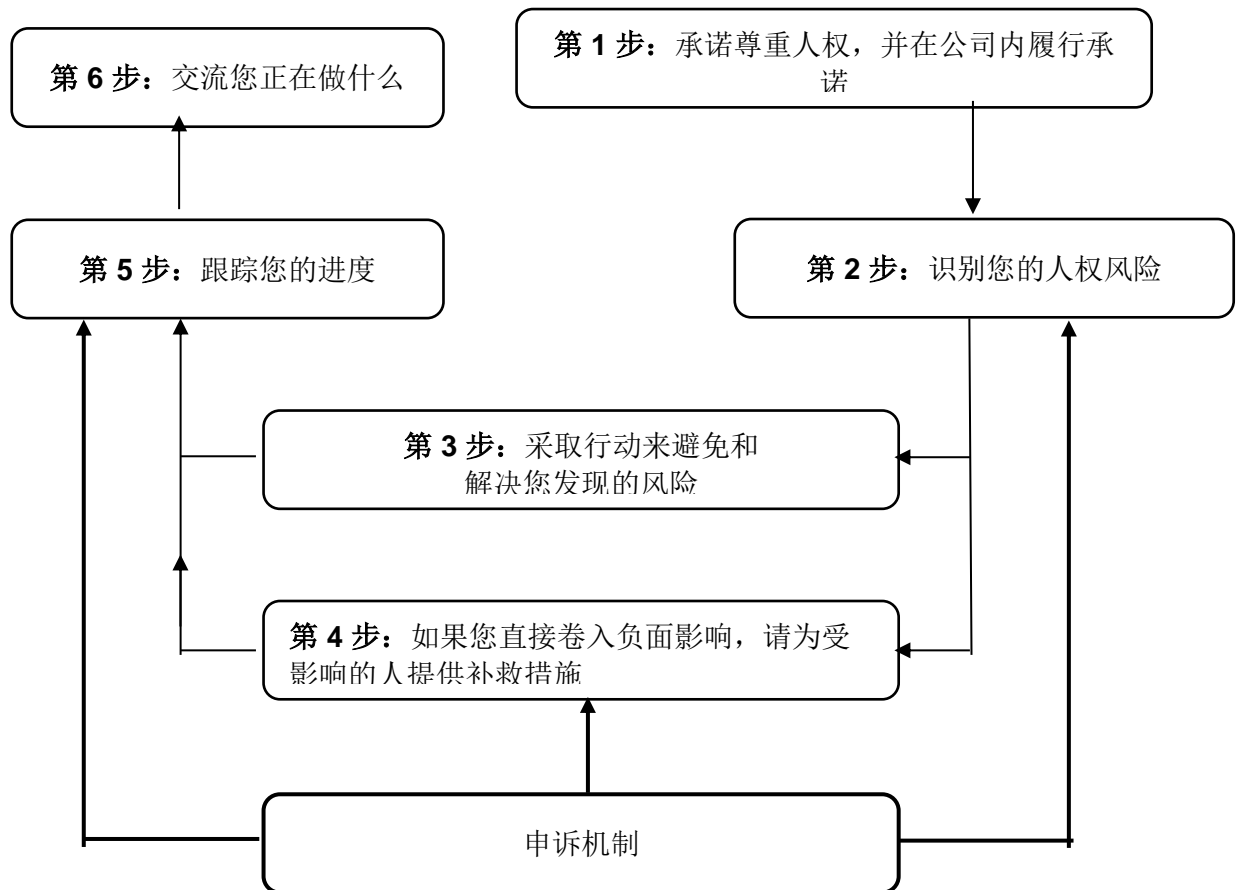 第 6 步：交流您正在做什么
第 1 步：承诺尊重人权，并在公司内履行承
诺
第 5 步：跟踪您的进度
第 2 步：识别您的人权风险
第 3 步：采取行动来避免和
解决您发现的风险
第 4 步：如果您直接卷入负面影响，请为受
影响的人提供补救措施
申诉机制